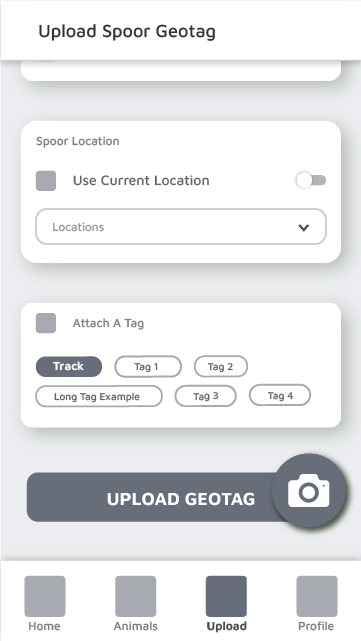 Upload Spoor Geotag
Spoor Location
Use Current Location
Locations
Attach A Tag
Track Tag 1 Tag 2
Long Tag Example Tag 3 Tag 4
UPLOAD GEOTAG
Home Animals Upload Profile